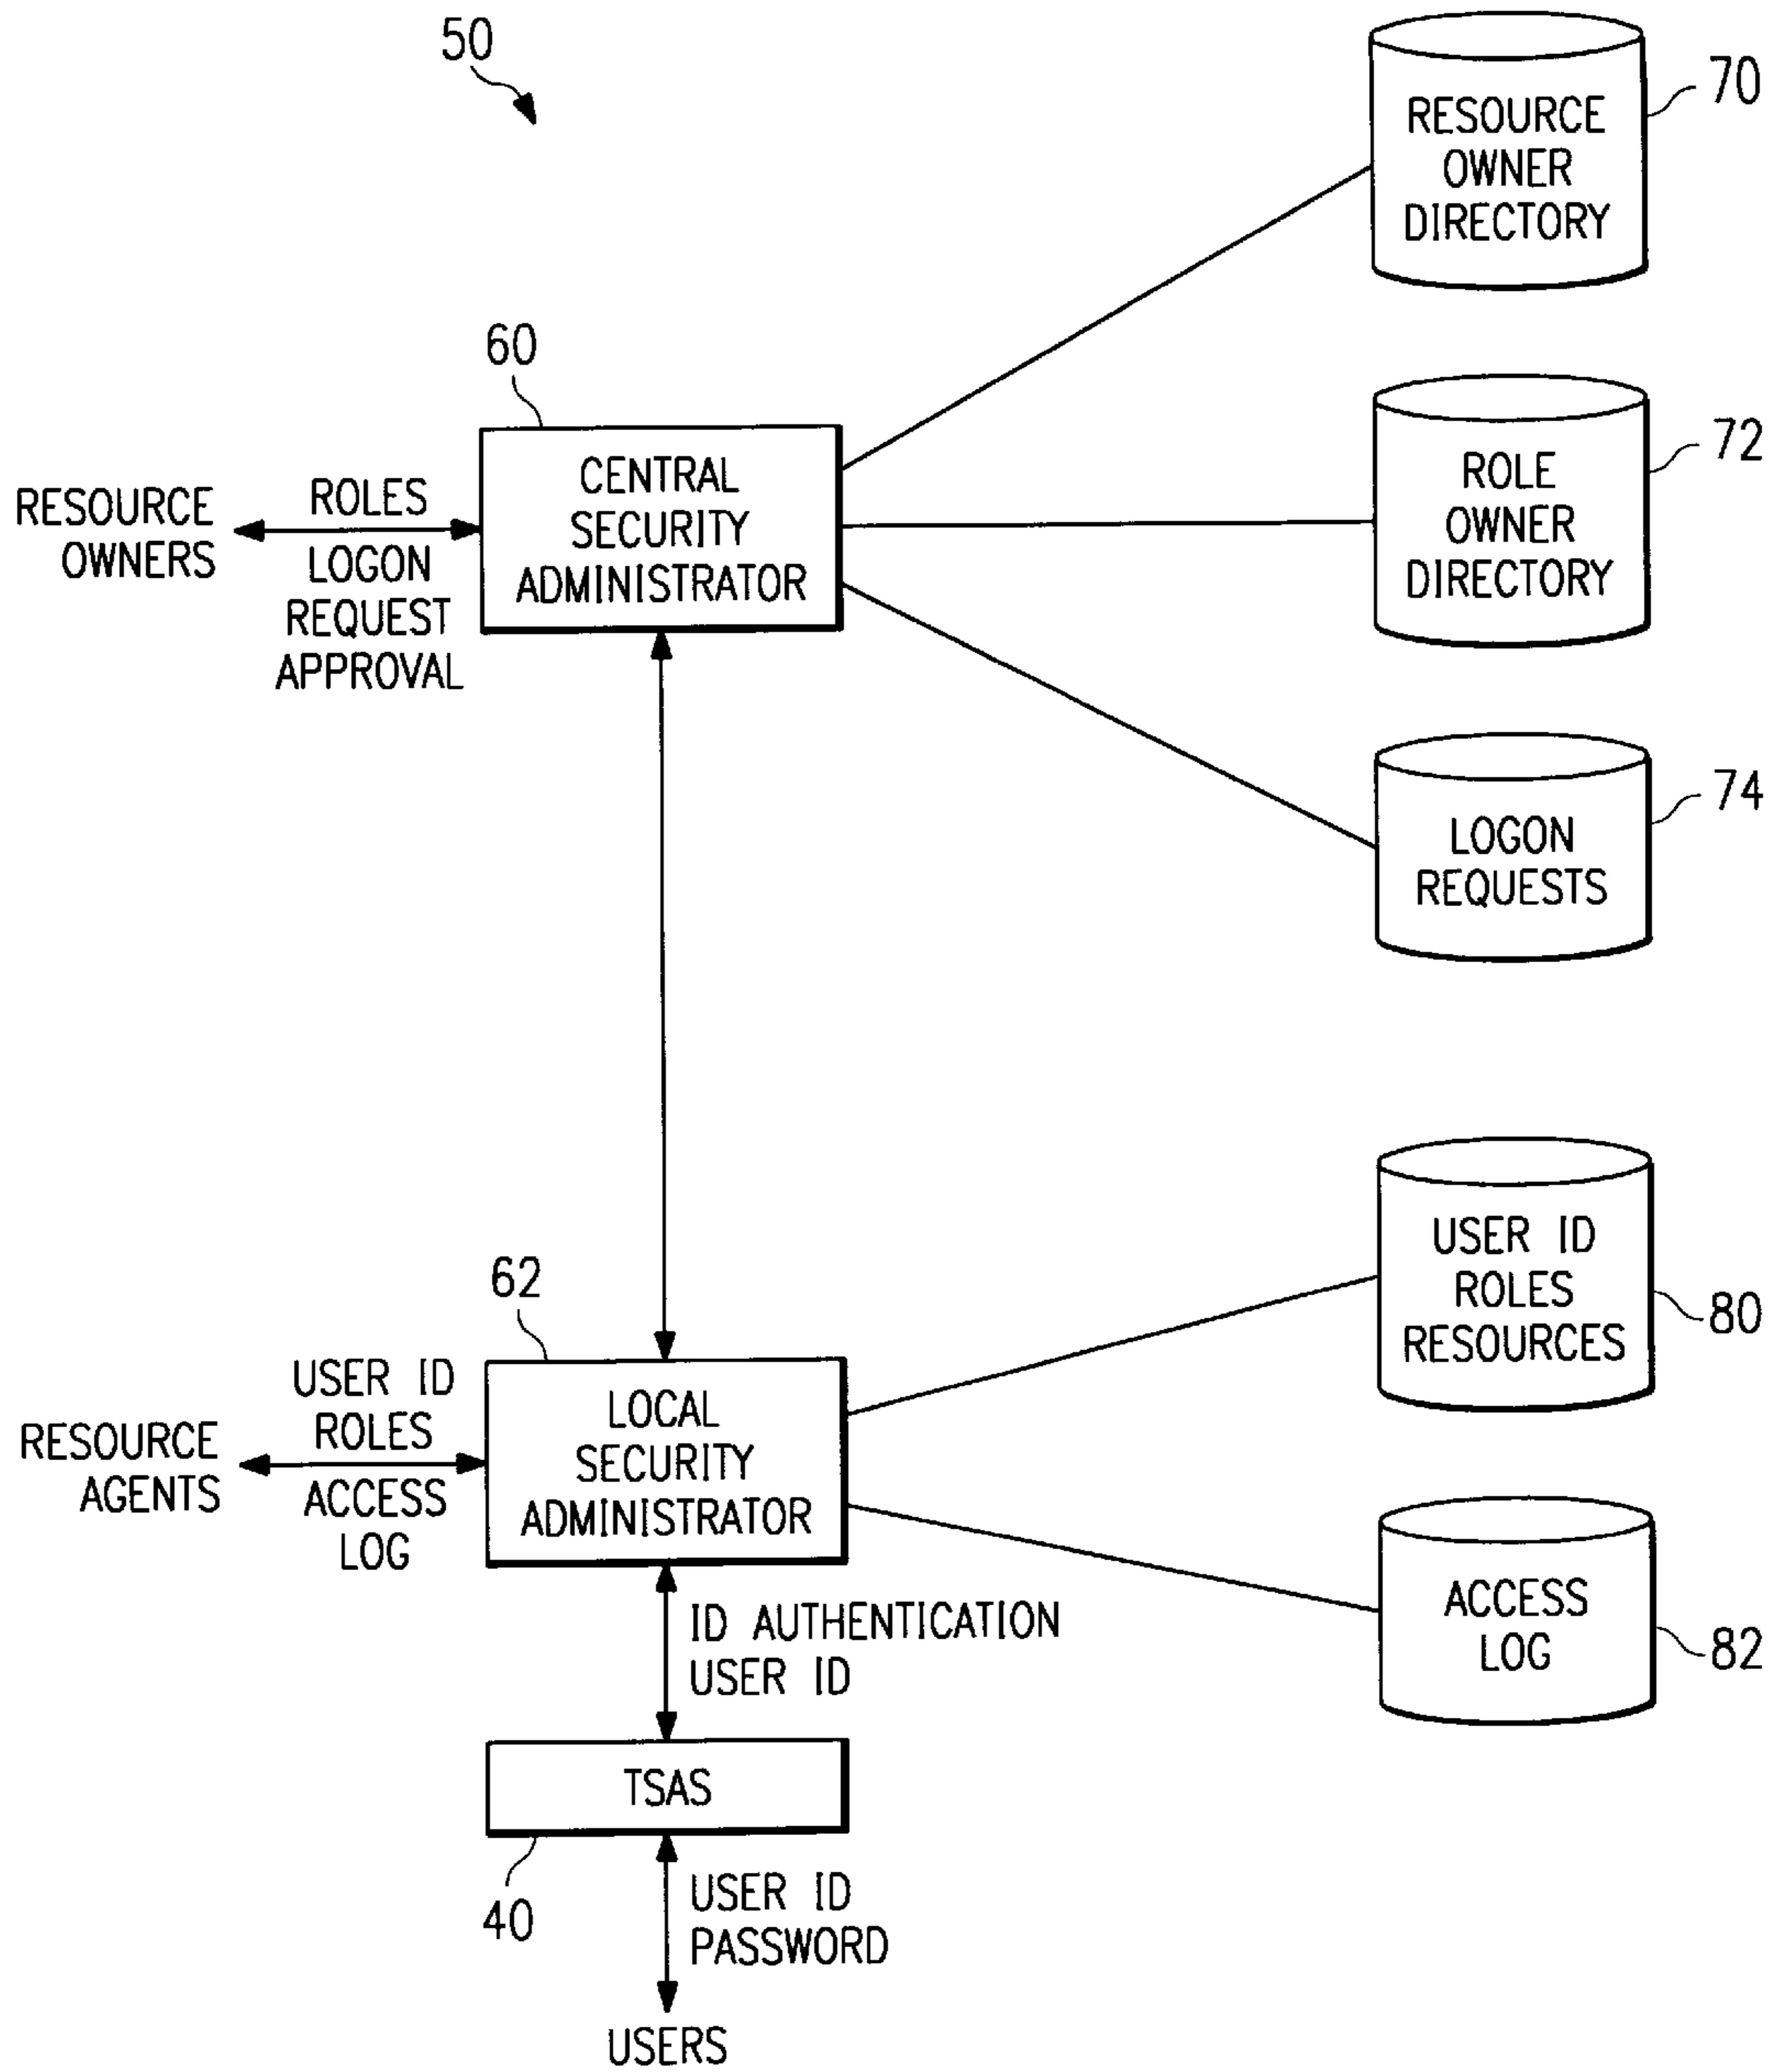 50
RESOURCE
OWNER
DIRECTORY
70
60
ROLE
OWNER
DIRECTORY
72
RESOURCE
OWNERS
ROLES
LOGON
REQUEST
APPROVAL
CENTRAL
SECURITY
ADMINISTRATOR
LOGON
REQUESTS
74
62
USER ID
ROLES
RESOURCES
80
RESOURCE
AGENTS
USER ID
ROLES
ACCESS
LOG
LOCAL
SECURITY
ADMINISTRATOR
ACCESS
LOG
82
ID AUTHENTICATION
USER ID
TSAS
40
USER ID
PASSWORD
USERS